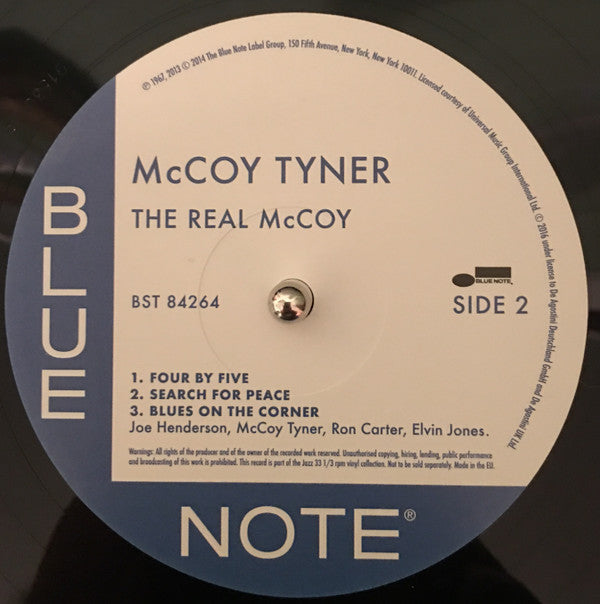 ℗ 1967, 2013 © 2014 The Blue Note Label Group, 150 Fifth Avenue, New York, New York 10011. Licensed courtesy of Universal Music Group International Ltd. © 2016 under license to De Agostini Deutschland GmbH and De Agostini UK Ltd
McCOY TYNER
THE REAL McCOY
BLUE
BST 84264
BLUE NOTE
SIDE 2
1. FOUR BY FIVE
2. SEARCH FOR PEACE
3. BLUES ON THE CORNER
Joe Henderson, McCoy Tyner, Ron Carter, Elvin Jones.
Warnings: All rights of the producer and of the owner of the recorded work reserved. Unauthorised copying, hiring, lending, public performance
and broadcasting of this work is prohibited. This record is part of the Jazz 33 1/3 rpm vinyl collection. Not to be sold separately. Made in the EU.
NOTE®